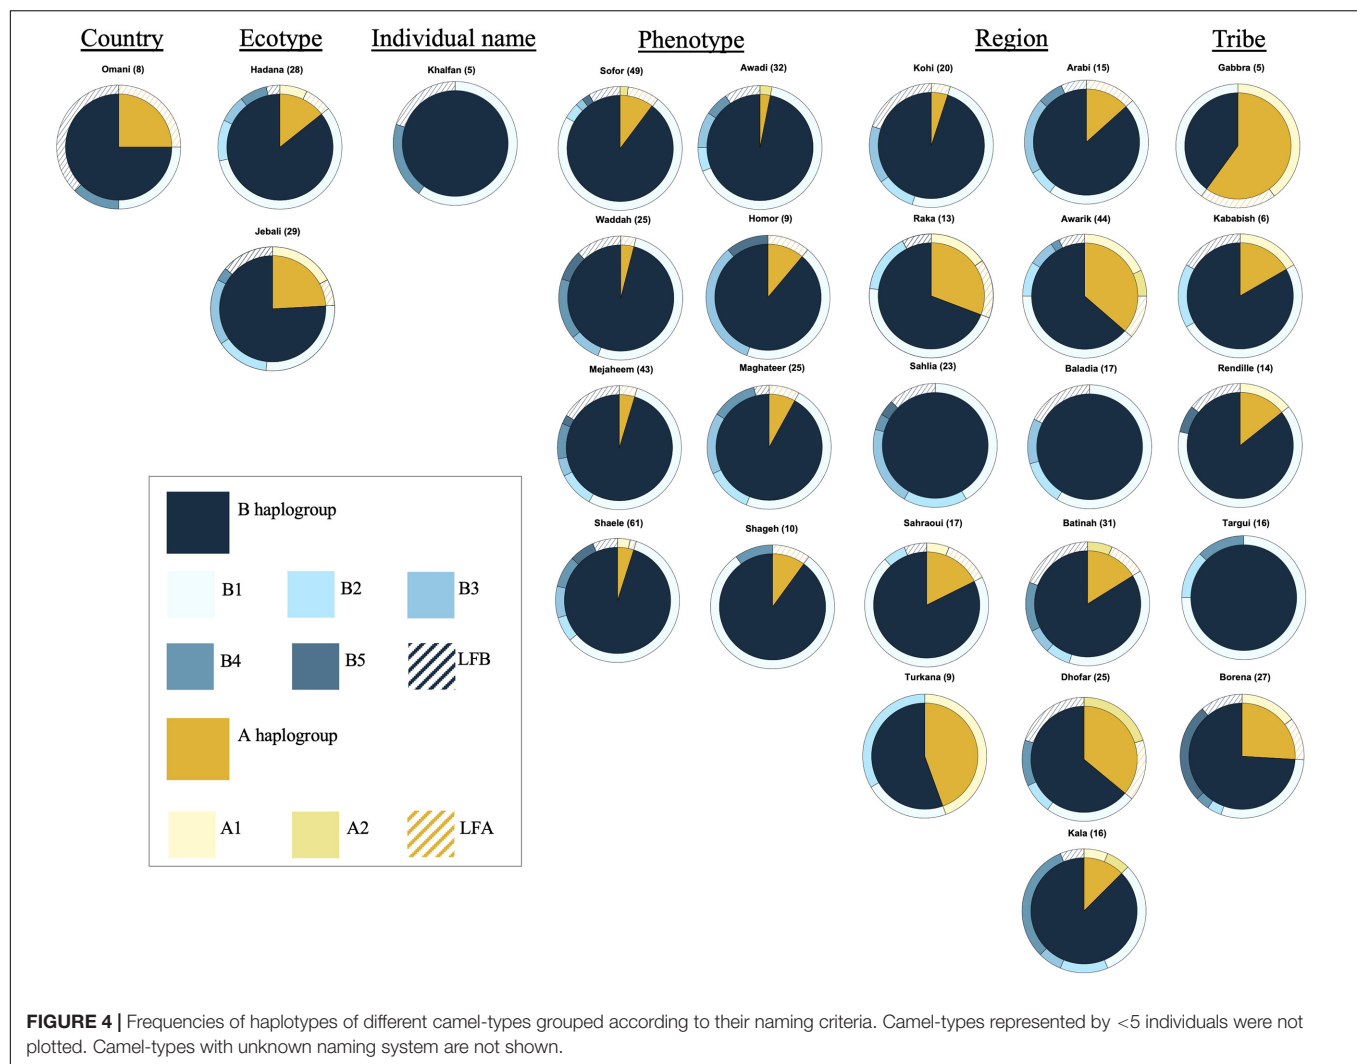 Country
Ecotype
Individual name
Phenotype
Region
Tribe
Omani (8)
Hadana (28)
Khalfan (5)
Sofor (49)
Awadi (32)
Kohi (20)
Arabi (15)
Gabbra (5)
Jebali (29)
Waddah (25)
Homor (9)
Raka (13)
Awarik (44)
Kababish (6)
Mejaheem (43)
Maghateer (25)
Sahlia (23)
Baladia (17)
Rendille (14)
Shaele (61)
Shageh (10)
Sahraoui (17)
Batinah (31)
Targui (16)
Turkana (9)
Dhofar (25)
Borena (27)
Kala (16)
B haplogroup
B1
B2
B3
B4
B5
LFB
A haplogroup
A1
A2
LFA
FIGURE 4 | Frequencies of haplotypes of different camel-types grouped according to their naming criteria. Camel-types represented by <5 individuals were not
plotted. Camel-types with unknown naming system are not shown.